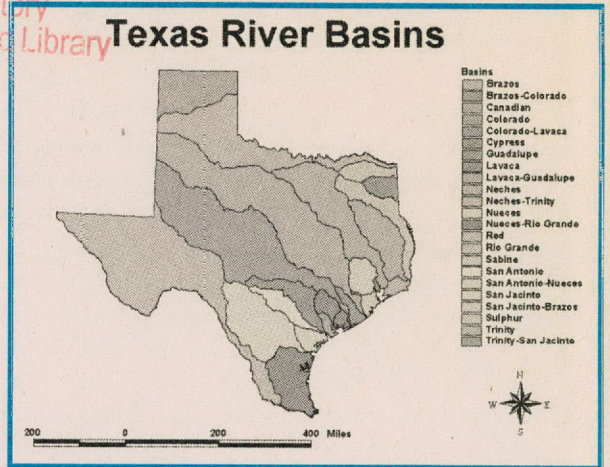 Library
Texas River Basins
Basins
Brazos
Brazos-Colorado
Canadian
Colorado
Colorado-Lavaca
Cypress
Guadalupe
Lavaca
Lavaca-Guadalupe
Neches
Neches-Trinity
Nueces
Nueces-Rio Grande
Red
Rio Grande
Sabine
San Antonio
San Antonio-Nueces
San Jacinto
San Jacinto-Brazos
Sulphur
Trinity
Trinity-San Jacinto
N
W E
S
200 0 200 400 Miles